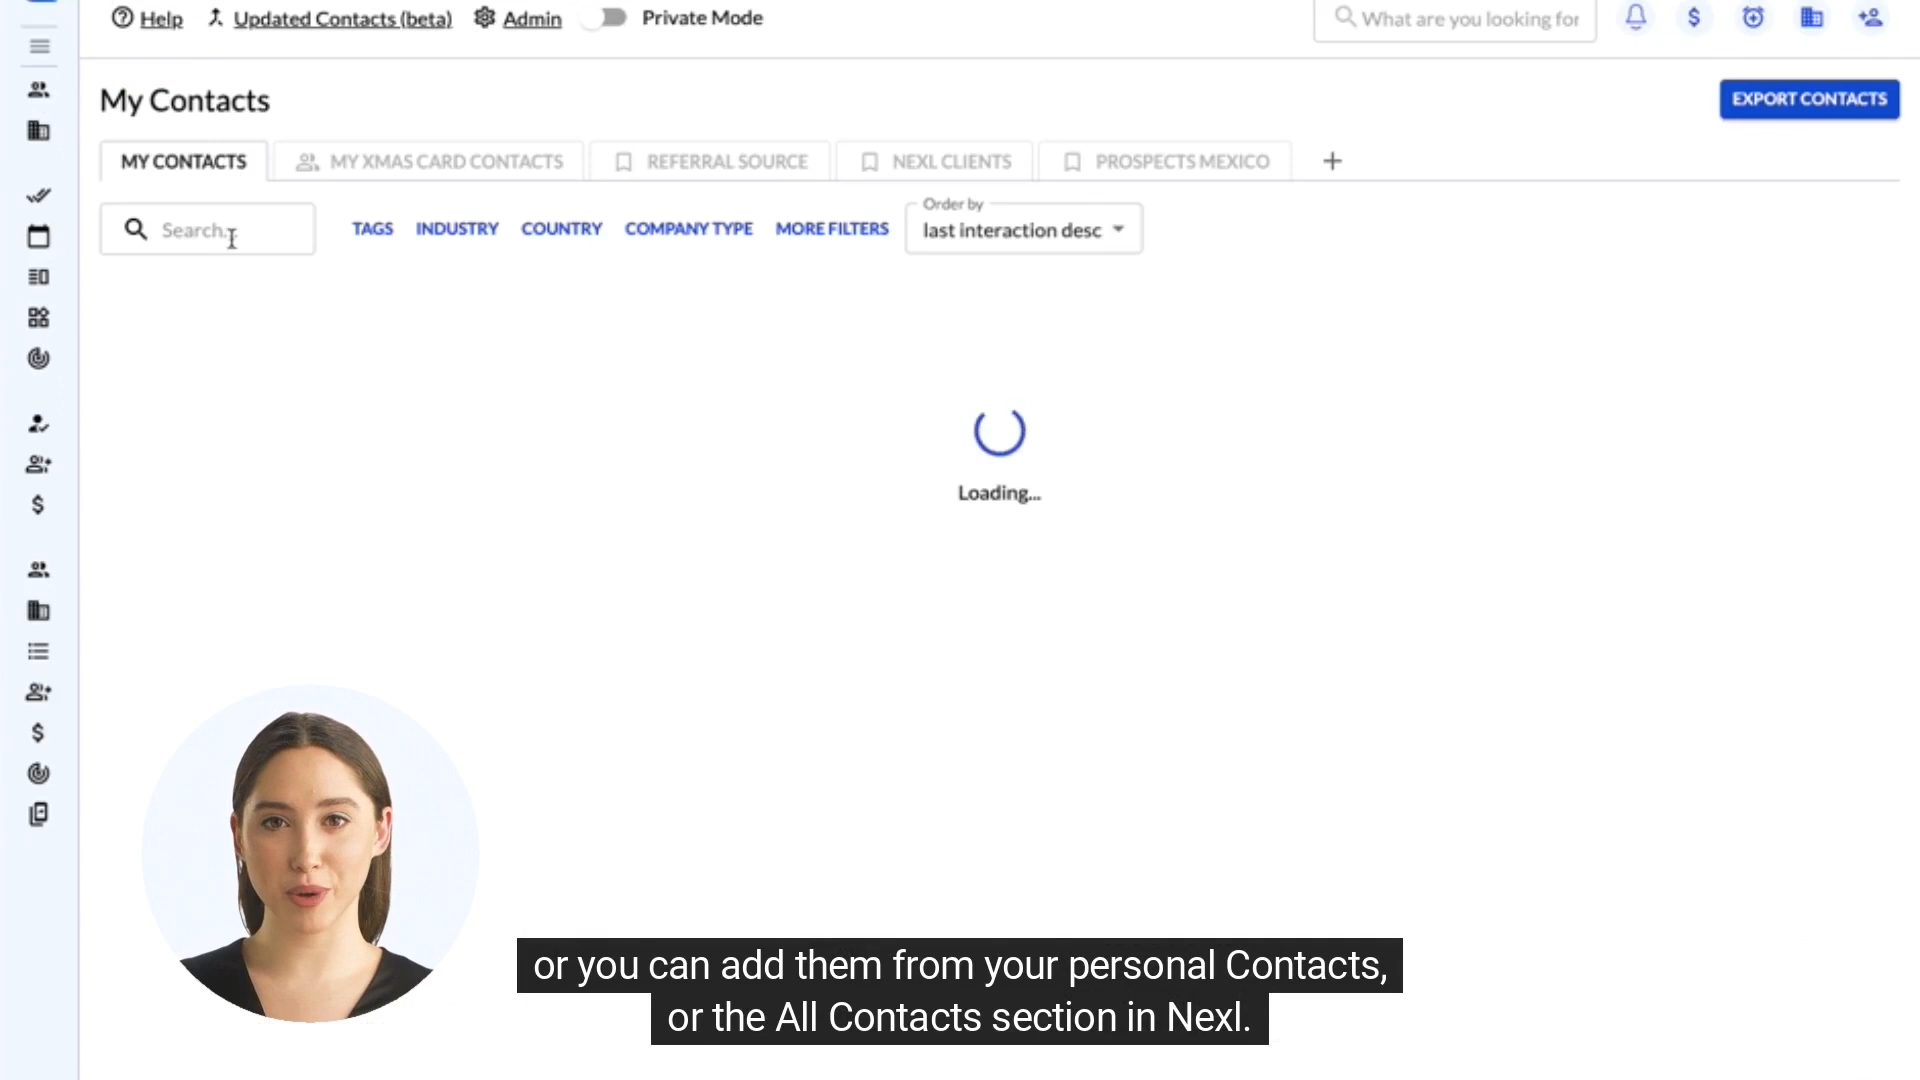 Help
Updated Contacts (beta)
Admin
Private Mode
What are you looking for
My Contacts
EXPORT CONTACTS
MY CONTACTS
MY XMAS CARD CONTACTS
REFERRAL SOURCE
NEXL CLIENTS
PROSPECTS MEXICO
Search..
TAGS
INDUSTRY
COUNTRY
COMPANY TYPE
MORE FILTERS
Order by
last interaction desc
Loading...
or you can add them from your personal Contacts,
or the All Contacts section in Nexl.